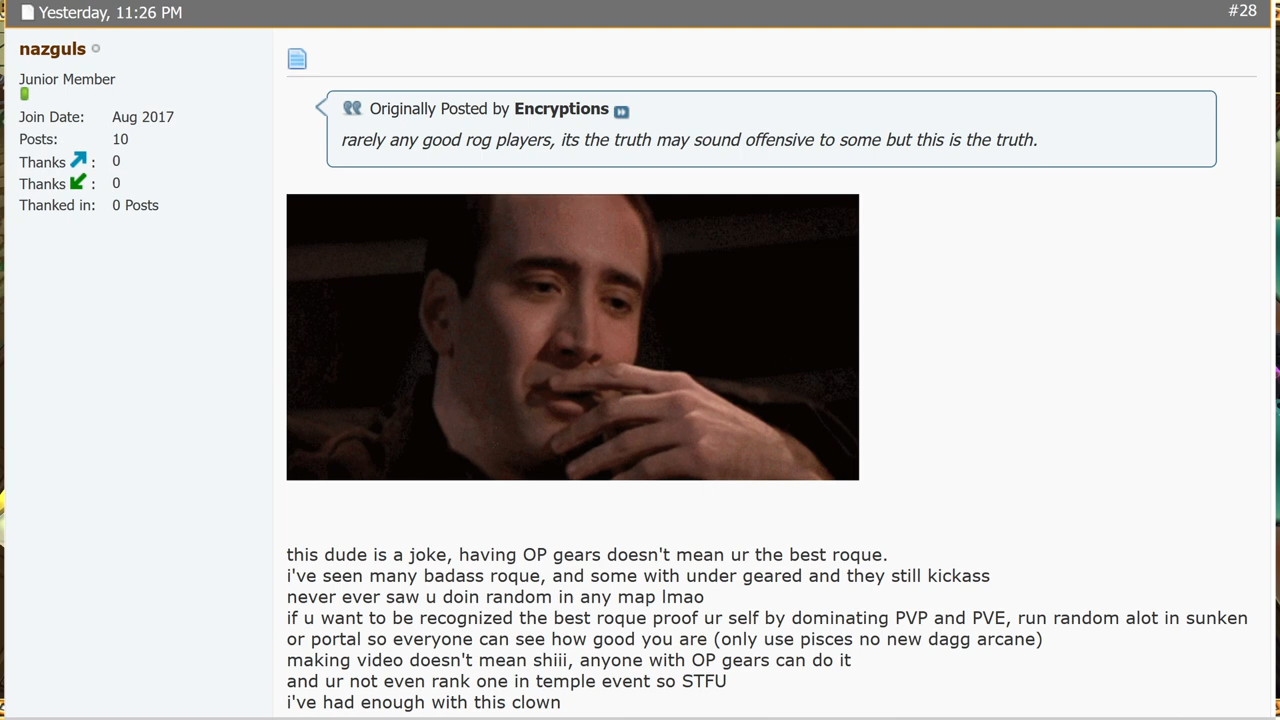 Yesterday, 11:26 PM
#28
nazguls
Junior Member
Join Date: Aug 2017
Posts: 10
Thanks : 0
Thanks : 0
Thanked in: 0 Posts
Originally Posted by Encryptions
rarely any good rog players, its the truth may sound offensive to some but this is the truth.
this dude is a joke, having OP gears doesn't mean ur the best roque.
i've seen many badass roque, and some with under geared and they still kickass
never ever saw u doin random in any map lmao
if u want to be recognized the best roque proof ur self by dominating PVP and PVE, run random alot in sunken
or portal so everyone can see how good you are (only use pisces no new dagg arcane)
making video doesn't mean shiii, anyone with OP gears can do it
and ur not even rank one in temple event so STFU
i've had enough with this clown